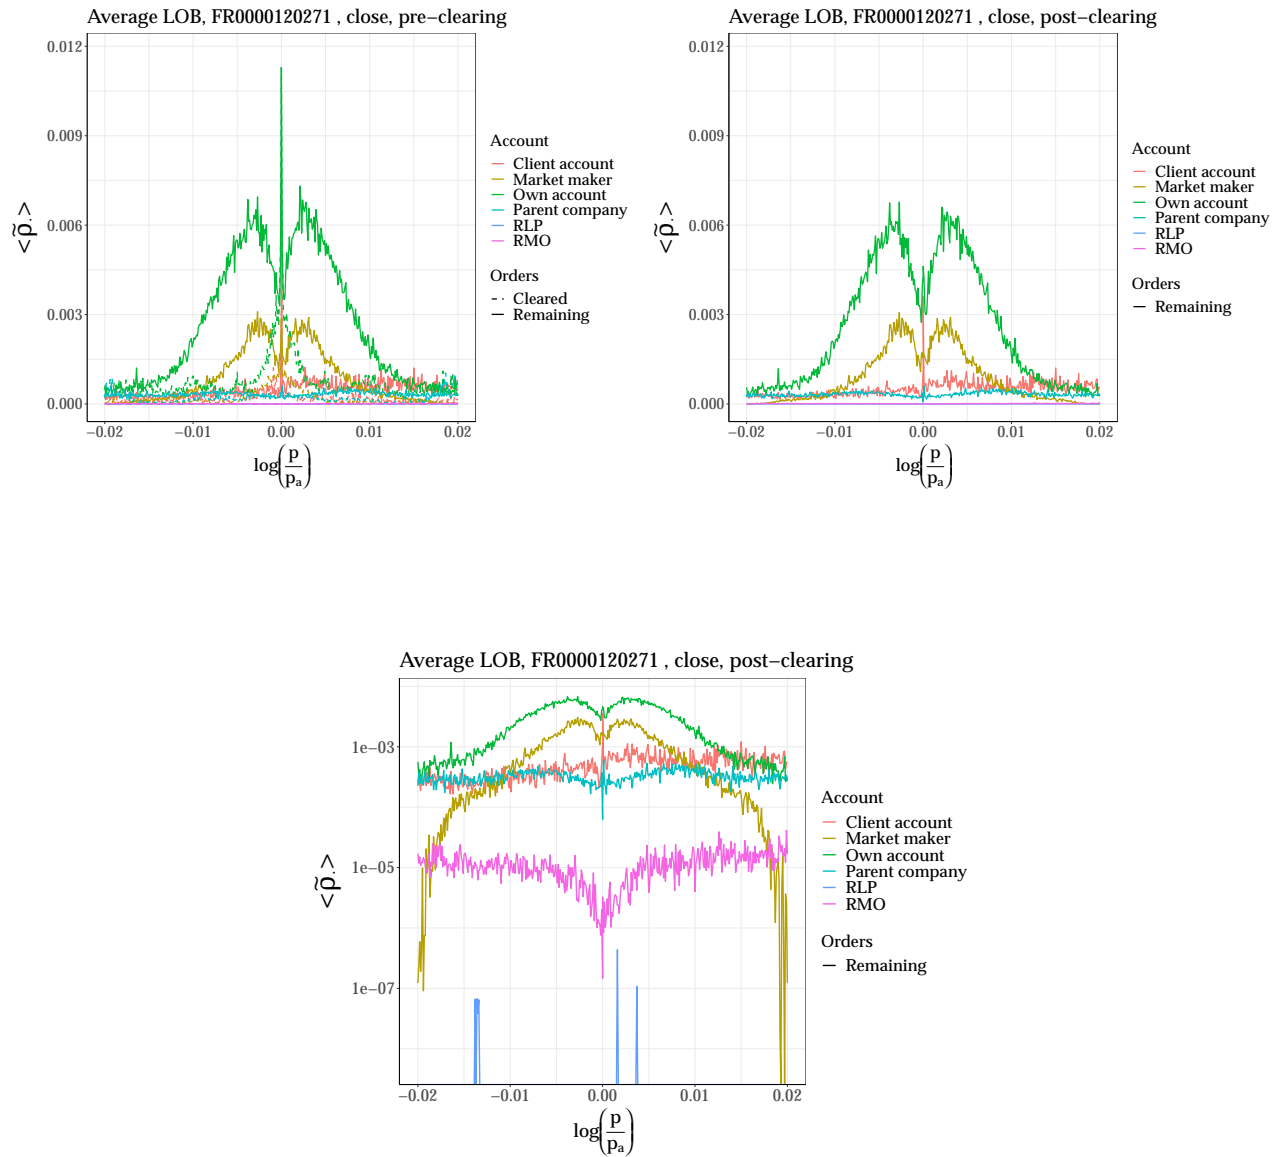 Average LOB, FR0000120271 , close, pre−clearing
0.012
0.009
0.006
0.003
0.000
<ρ̃.>
−0.02
−0.01
0.00
0.01
0.02
log(p/pa)
Account
Client account
Market maker
Own account
Parent company
RLP
RMO
Orders
Cleared
Remaining
Average LOB, FR0000120271 , close, post−clearing
0.012
0.009
0.006
0.003
0.000
<ρ̃.>
−0.02
−0.01
0.00
0.01
0.02
log(p/pa)
Account
Client account
Market maker
Own account
Parent company
RLP
RMO
Orders
Remaining
Average LOB, FR0000120271 , close, post−clearing
1e−03
1e−05
1e−07
<ρ̃.>
−0.02
−0.01
0.00
0.01
0.02
log(p/pa)
Account
Client account
Market maker
Own account
Parent company
RLP
RMO
Orders
Remaining